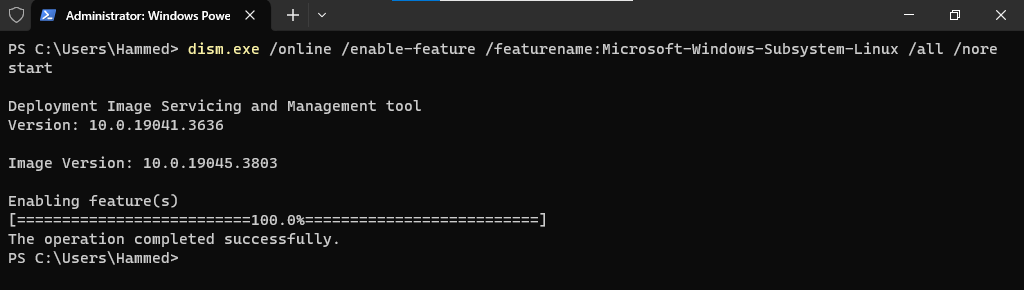 Administrator: Windows Powe
PS C:\Users\Hammed> dism.exe /online /enable-feature /featurename:Microsoft-Windows-Subsystem-Linux /all /nore
start
Deployment Image Servicing and Management tool
Version: 10.0.19041.3636
Image Version: 10.0.19045.3803
Enabling feature(s)
[==========================100.0%==========================]
The operation completed successfully.
PS C:\Users\Hammed>